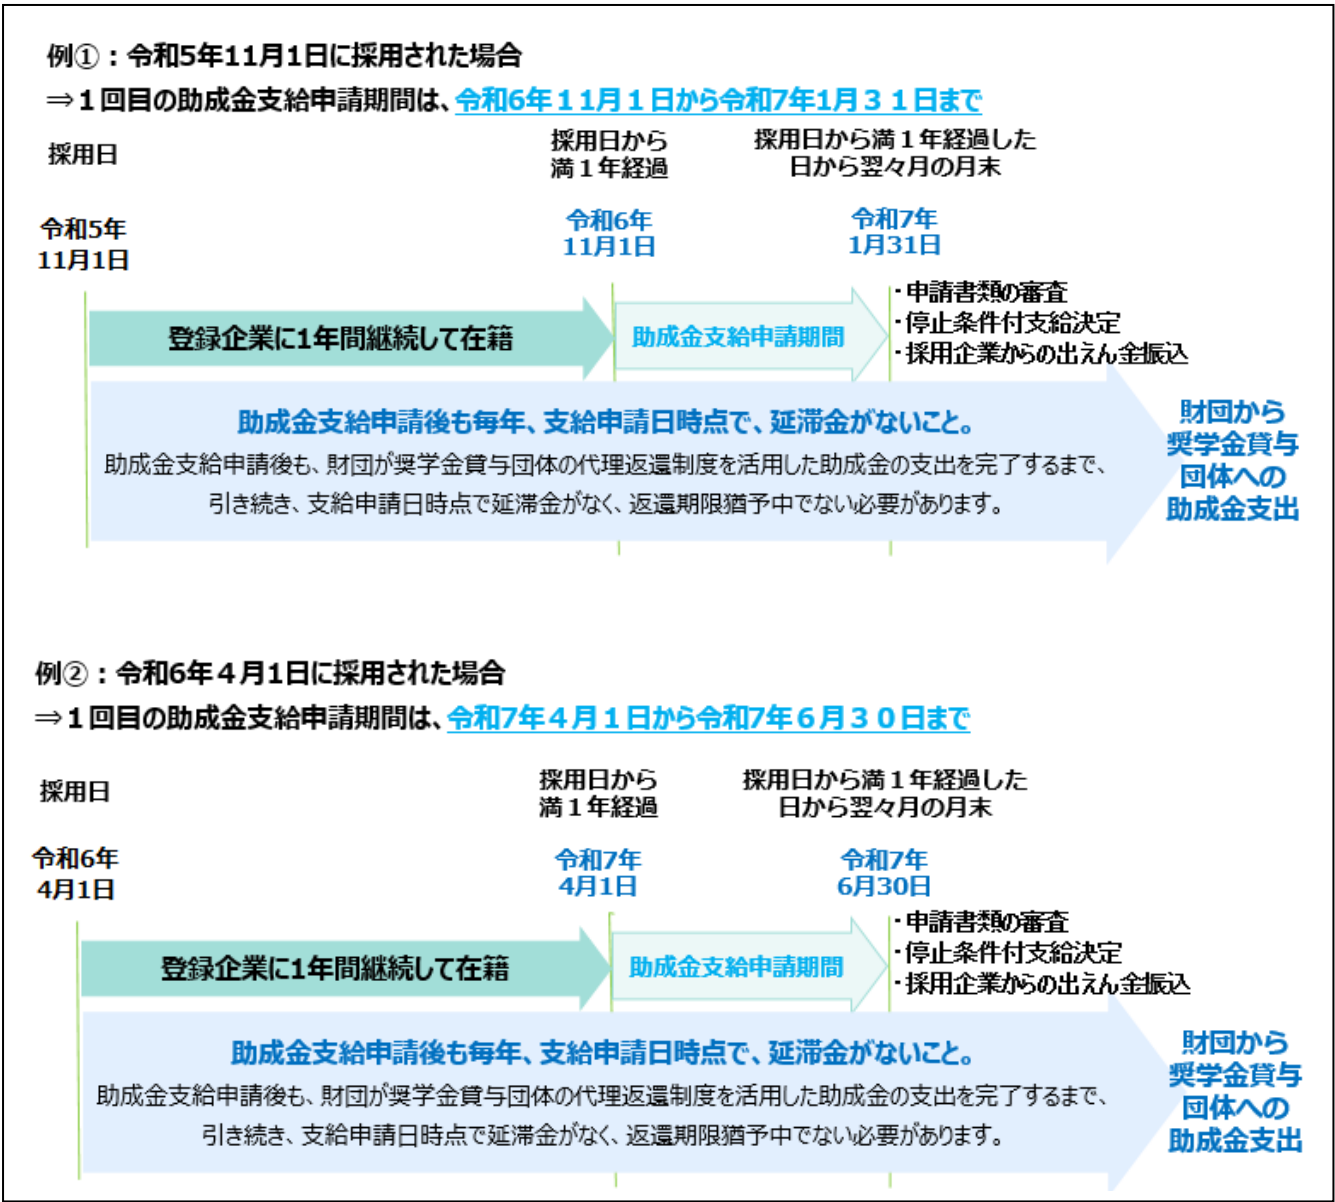 例①：令和5年11月1日に採用された場合
⇒１回目の助成金支給申請期間は、令和6年１１月１日から令和7年1月３１日まで
採用日
採用日から
満１年経過
採用日から満１年経過した
日から翌々月の月末
令和5年
11月1日
令和6年
11月1日
令和7年
1月31日
登録企業に1年間継続して在籍
助成金支給申請期間
・申請書類の審査
・停止条件付支給決定
・採用企業からの出えん金振込
助成金支給申請後も毎年、支給申請日時点で、延滞金がないこと。
助成金支給申請後も、財団が奨学金貸与団体の代理返還制度を活用した助成金の支出を完了するまで、
引き続き、支給申請日時点で延滞金がなく、返還期限猶予中でない必要があります。
財団から
奨学金貸与
団体への
助成金支出
例②：令和6年４月1日に採用された場合
⇒１回目の助成金支給申請期間は、令和7年４月１日から令和7年６月３０日まで
採用日
採用日から
満１年経過
採用日から満１年経過した
日から翌々月の月末
令和6年
4月1日
令和7年
4月1日
令和7年
6月30日
登録企業に1年間継続して在籍
助成金支給申請期間
・申請書類の審査
・停止条件付支給決定
・採用企業からの出えん金振込
助成金支給申請後も毎年、支給申請日時点で、延滞金がないこと。
助成金支給申請後も、財団が奨学金貸与団体の代理返還制度を活用した助成金の支出を完了するまで、
引き続き、支給申請日時点で延滞金がなく、返還期限猶予中でない必要があります。
財団から
奨学金貸与
団体への
助成金支出